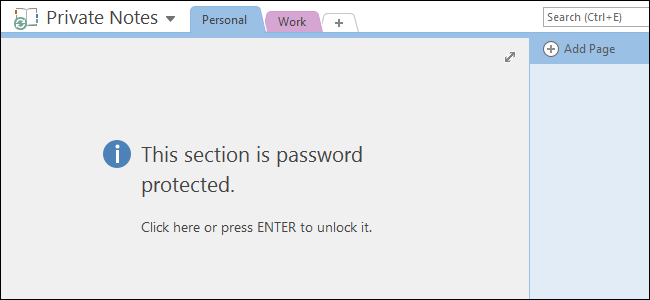 Private Notes
Personal
Work
+
Search (Ctrl+E)
Add Page
This section is password
protected.
Click here or press ENTER to unlock it.